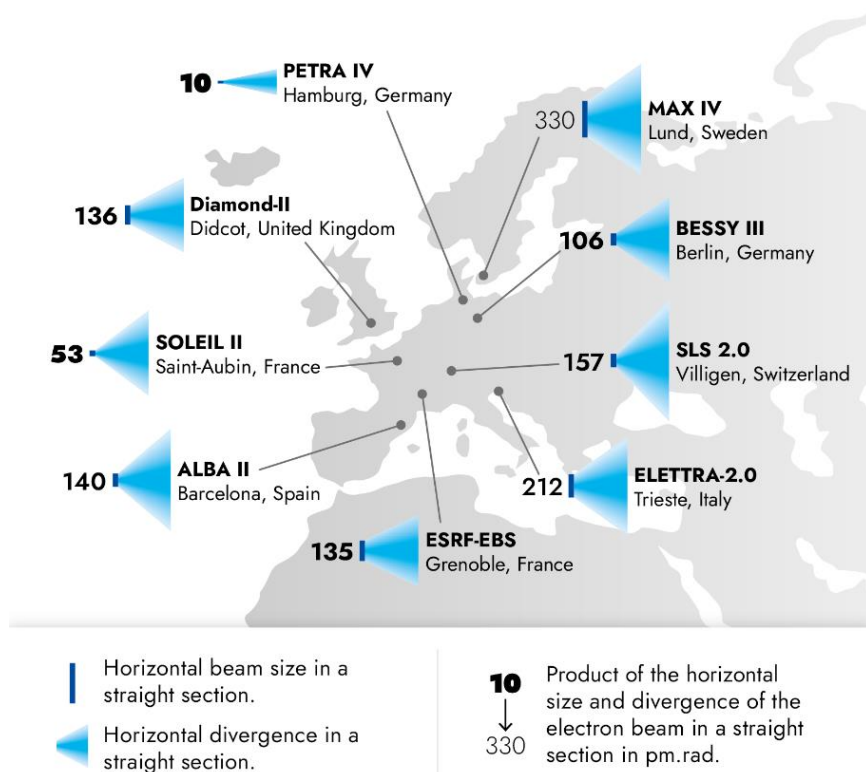 10
PETRA IV
Hamburg, Germany
330
MAX IV
Lund, Sweden
136
Diamond-II
Didcot, United Kingdom
106
BESSY III
Berlin, Germany
53
SOLEIL II
Saint-Aubin, France
157
SLS 2.0
Villigen, Switzerland
140
ALBA II
Barcelona, Spain
212
ELETTRA-2.0
Trieste, Italy
135
ESRF-EBS
Grenoble, France
Horizontal beam size in a
straight section.
Horizontal divergence in a
straight section.
10
330
Product of the horizontal
size and divergence of the
electron beam in a straight
section in pm.rad.